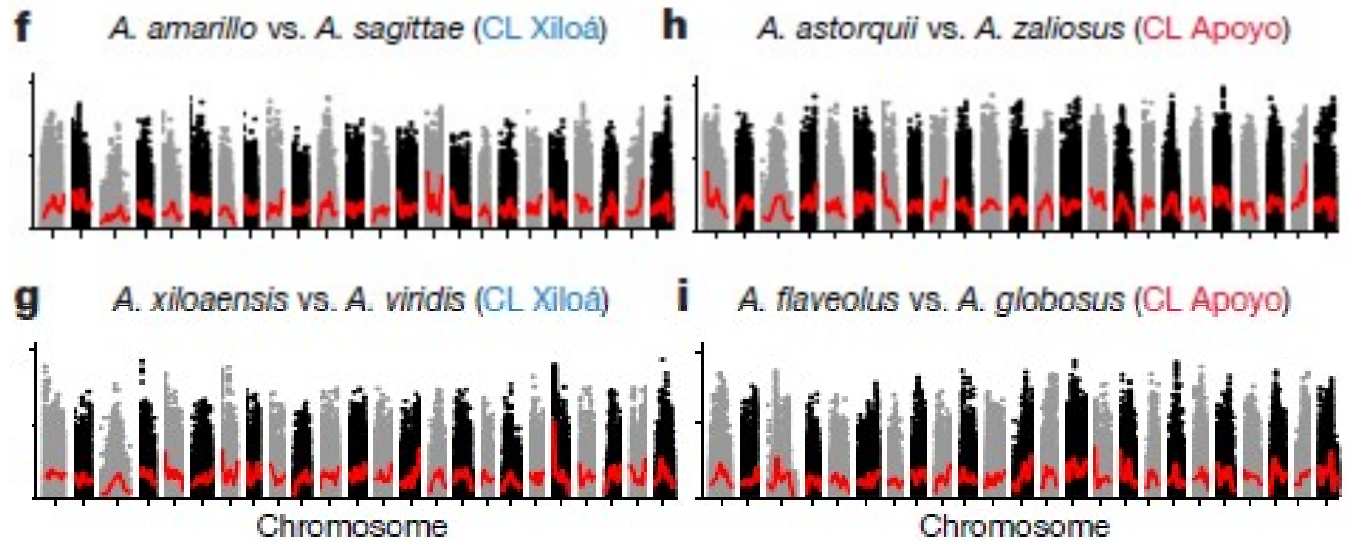 f A. amarillo vs. A. sagittae (CL Xiloá)
h A. astorquii vs. A. zaliosus (CL Apoyo)
g A. xiloaensis vs. A. viridis (CL Xiloá)
i A. flaveolus vs. A. globosus (CL Apoyo)
Chromosome
Chromosome